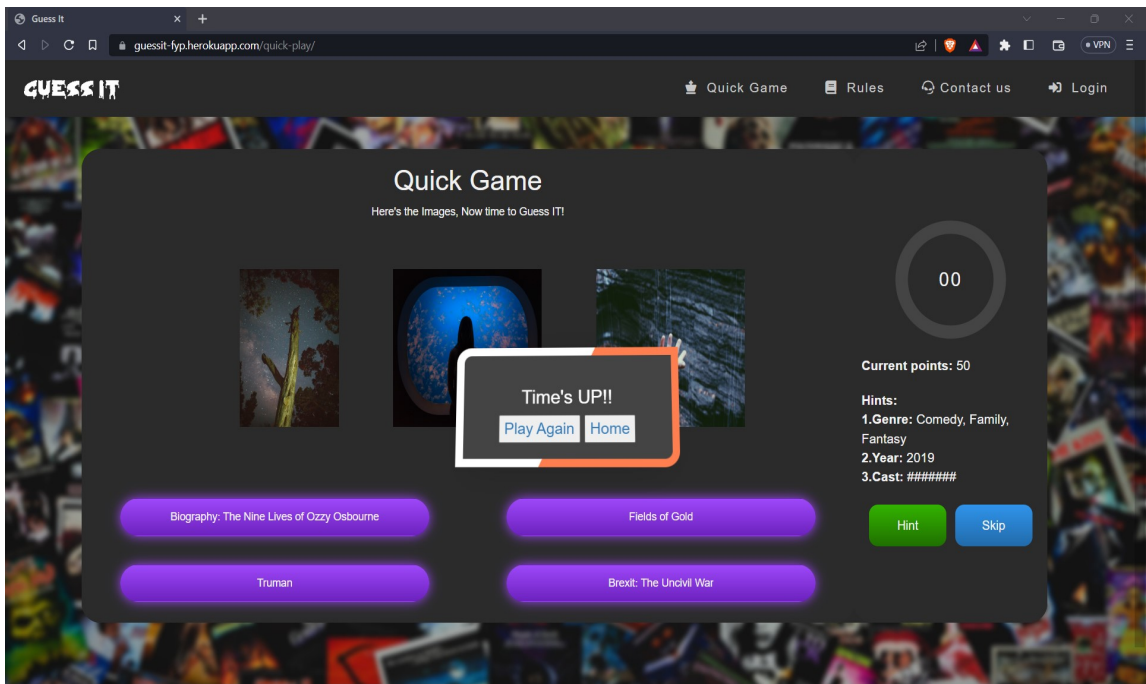 Guess It
guessit-fyp.herokuapp.com/quick-play/
VPN
GUESS IT
Quick Game
Rules
Contact us
Login
Quick Game
Here's the Images, Now time to Guess IT!
00
Current points: 50
Hints:
1.Genre: Comedy, Family,
Fantasy
2.Year: 2019
3.Cast: #######
Time's UP!!
Play Again
Home
Hint
Skip
Biography: The Nine Lives of Ozzy Osbourne
Fields of Gold
Truman
Brexit: The Uncivil War